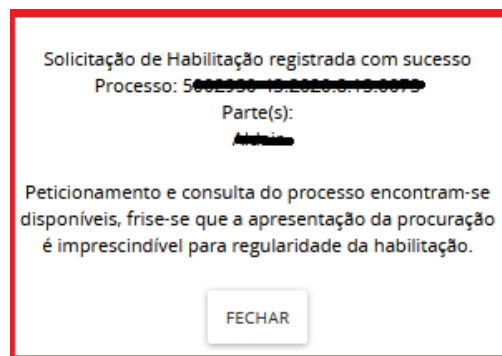 Solicitação de Habilitação registrada com sucesso
Processo:
Parte(s):
Peticionamento e consulta do processo encontram-se
disponíveis, frise-se que a apresentação da procuração
é imprescindível para regularidade da habilitação.
FECHAR